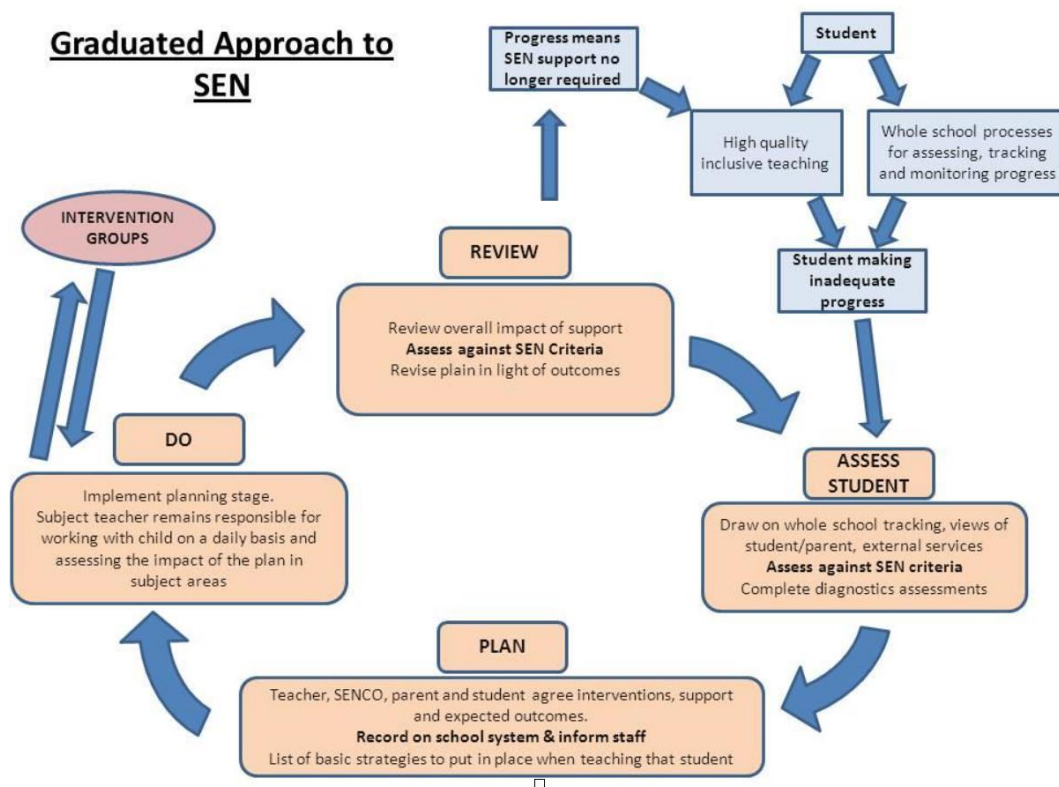 Graduated Approach to
SEN
Progress means
SEN support no
longer required
Student
High quality
inclusive teaching
Whole school processes
for assessing, tracking
and monitoring progress
Student making
inadequate
progress
INTERVENTION
GROUPS
REVIEW
Review overall impact of support
Assess against SEN Criteria
Revise plain in light of outcomes
DO
Implement planning stage.
Subject teacher remains responsible for
working with child on a daily basis and
assessing the impact of the plan in
subject areas
ASSESS
STUDENT
Draw on whole school tracking, views of
student/parent, external services
Assess against SEN criteria
Complete diagnostics assessments
PLAN
Teacher, SENCO, parent and student agree interventions, support
and expected outcomes.
Record on school system & inform staff
List of basic strategies to put in place when teaching that student